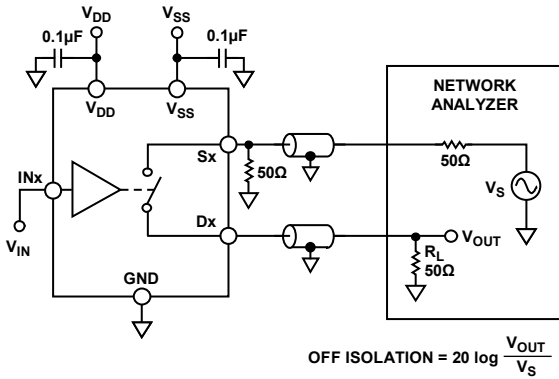 VDD
VSS
0.1µF
0.1µF
VDD
VSS
NETWORK
ANALYZER
INx
Sx
50Ω
50Ω
VS
VIN
Dx
VOUT
RL
50Ω
GND
OFF ISOLATION = 20 log VOUT
VS